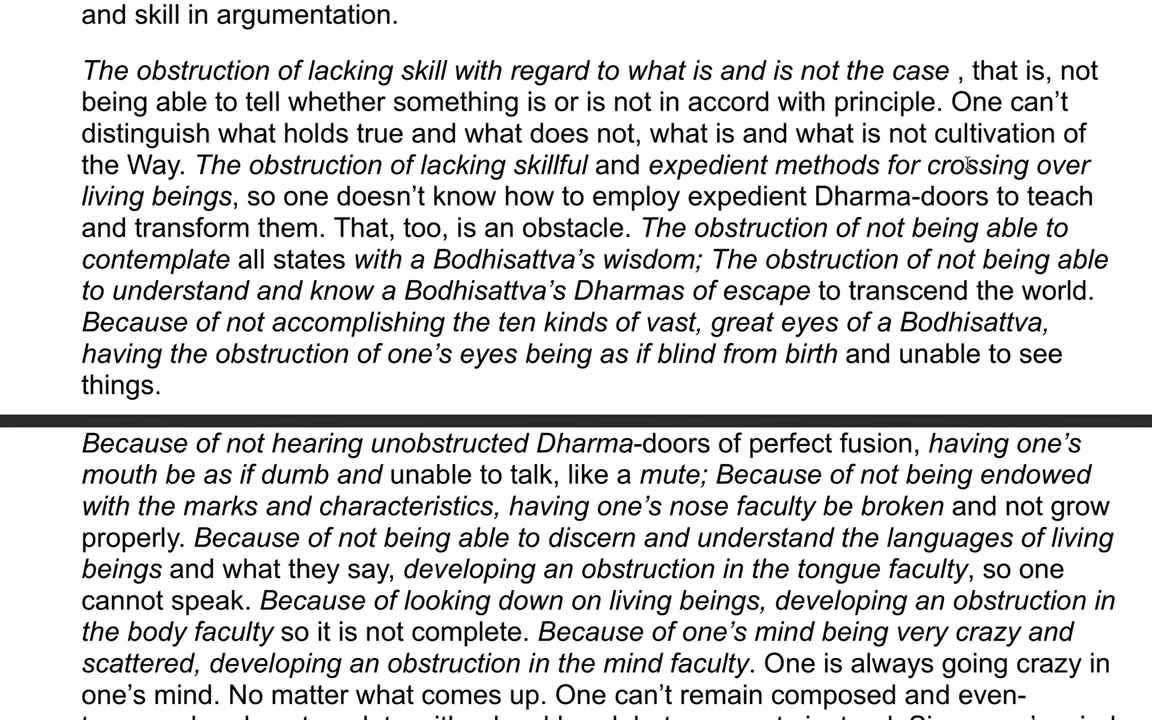 and skill in argumentation.
The obstruction of lacking skill with regard to what is and is not the case , that is, not
being able to tell whether something is or is not in accord with principle. One can’t
distinguish what holds true and what does not, what is and what is not cultivation of
the Way. The obstruction of lacking skillful and expedient methods for crossing over
living beings, so one doesn’t know how to employ expedient Dharma-doors to teach
and transform them. That, too, is an obstacle. The obstruction of not being able to
contemplate all states with a Bodhisattva’s wisdom; The obstruction of not being able
to understand and know a Bodhisattva’s Dharmas of escape to transcend the world.
Because of not accomplishing the ten kinds of vast, great eyes of a Bodhisattva,
having the obstruction of one’s eyes being as if blind from birth and unable to see
things.
Because of not hearing unobstructed Dharma-doors of perfect fusion, having one’s
mouth be as if dumb and unable to talk, like a mute; Because of not being endowed
with the marks and characteristics, having one’s nose faculty be broken and not grow
properly. Because of not being able to discern and understand the languages of living
beings and what they say, developing an obstruction in the tongue faculty, so one
cannot speak. Because of looking down on living beings, developing an obstruction in
the body faculty so it is not complete. Because of one’s mind being very crazy and
scattered, developing an obstruction in the mind faculty. One is always going crazy in
one’s mind. No matter what comes up. One can’t remain composed and even-